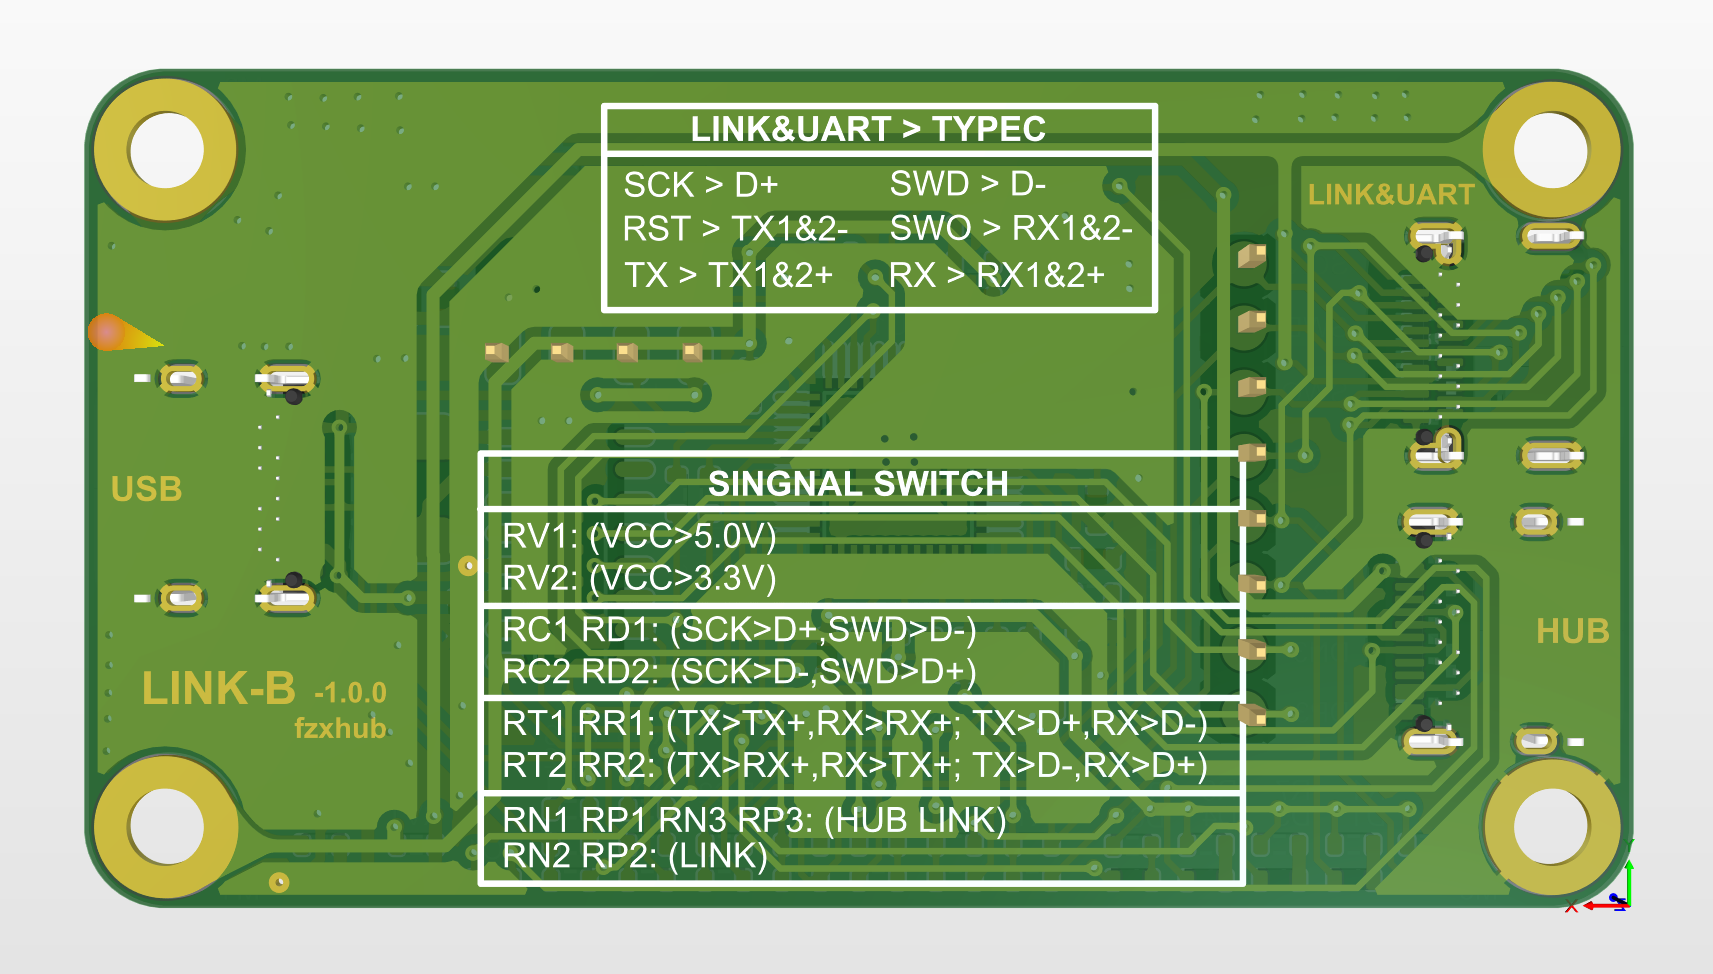 LINK&UART > TYPEC
SCK > D+ SWD > D-
RST > TX1&2- SWO > RX1&2-
TX > TX1&2+ RX > RX1&2+
LINK&UART
USB
SINGNAL SWITCH
RV1: (VCC>5.0V)
RV2: (VCC>3.3V)
RC1 RD1: (SCK>D+,SWD>D-)
RC2 RD2: (SCK>D-,SWD>D+)
RT1 RR1: (TX>TX+,RX>RX+; TX>D+,RX>D-)
RT2 RR2: (TX>RX+,RX>TX+; TX>D-,RX>D+)
RN1 RP1 RN3 RP3: (HUB LINK)
RN2 RP2: (LINK)
HUB
LINK-B -1.0.0
fzxhub
X